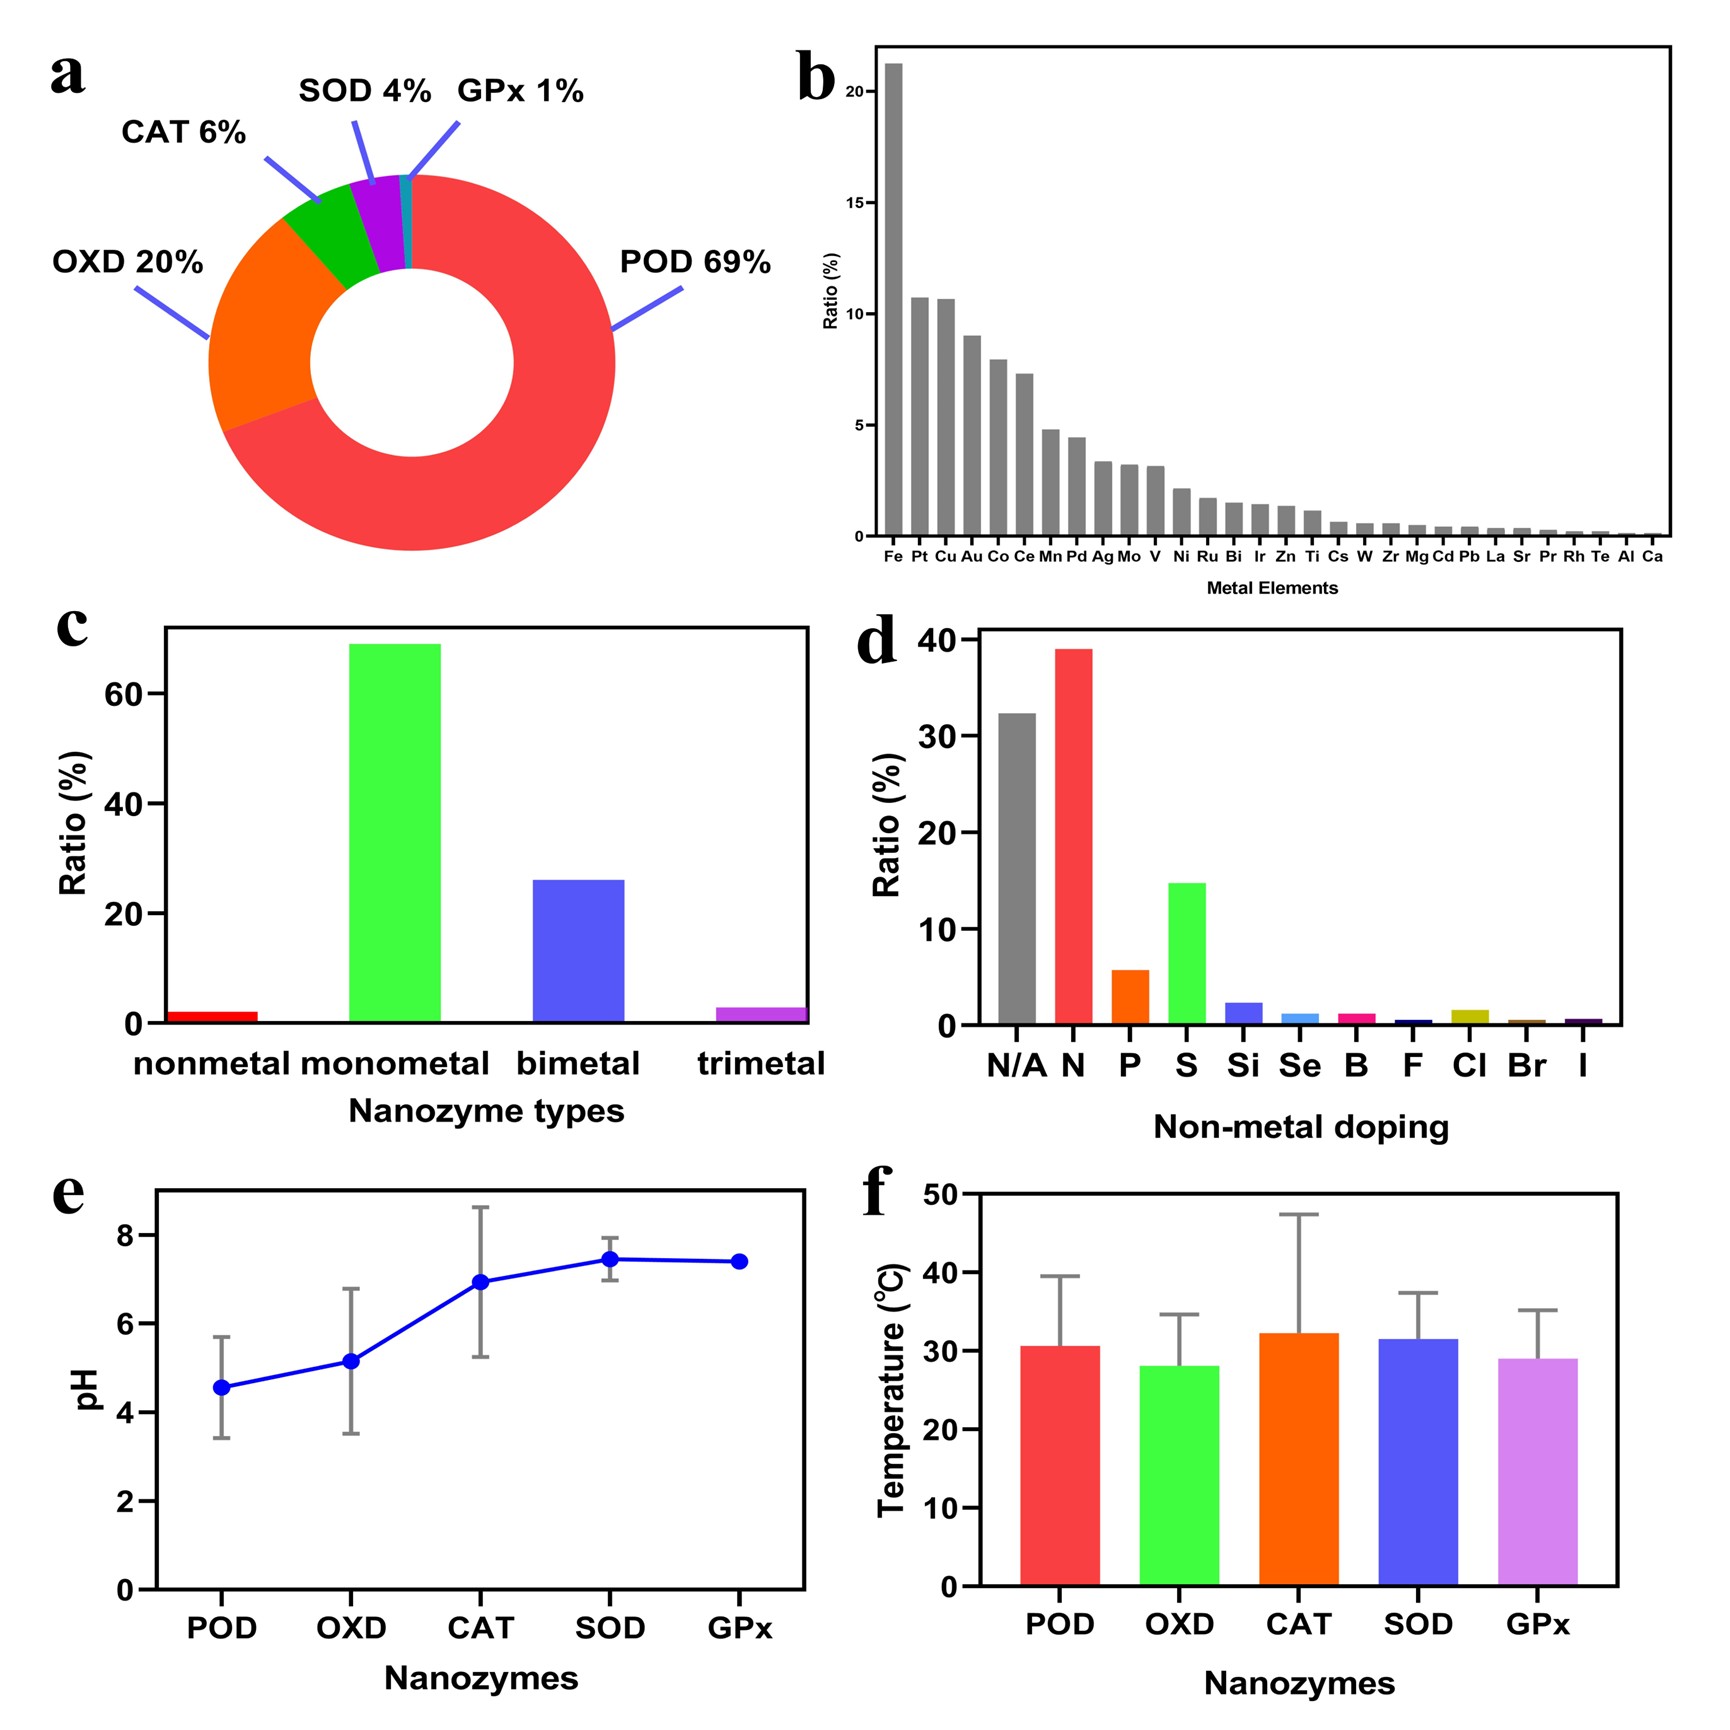 a
SOD 4% GPx 1%
CAT 6%
OXD 20%
POD 69%
b
20
15
10
5
0
Ratio (%)
Fe Pt Cu Au Co Ce Mn Pd Ag Mo V Ni Ru Bi Ir Zn Ti Cs W Zr Mg Cd Pb La Sr Pr Rh Te Al Ca
Metal Elements
c
60
40
20
0
Ratio (%)
nonmetal monometal bimetal trimetal
Nanozyme types
d
40
30
20
10
0
Ratio (%)
N/A N P S Si Se B F Cl Br I
Non-metal doping
e
8
6
4
2
0
pH
POD OXD CAT SOD GPx
Nanozymes
f
50
40
30
20
10
0
Temperature (°C)
POD OXD CAT SOD GPx
Nanozymes